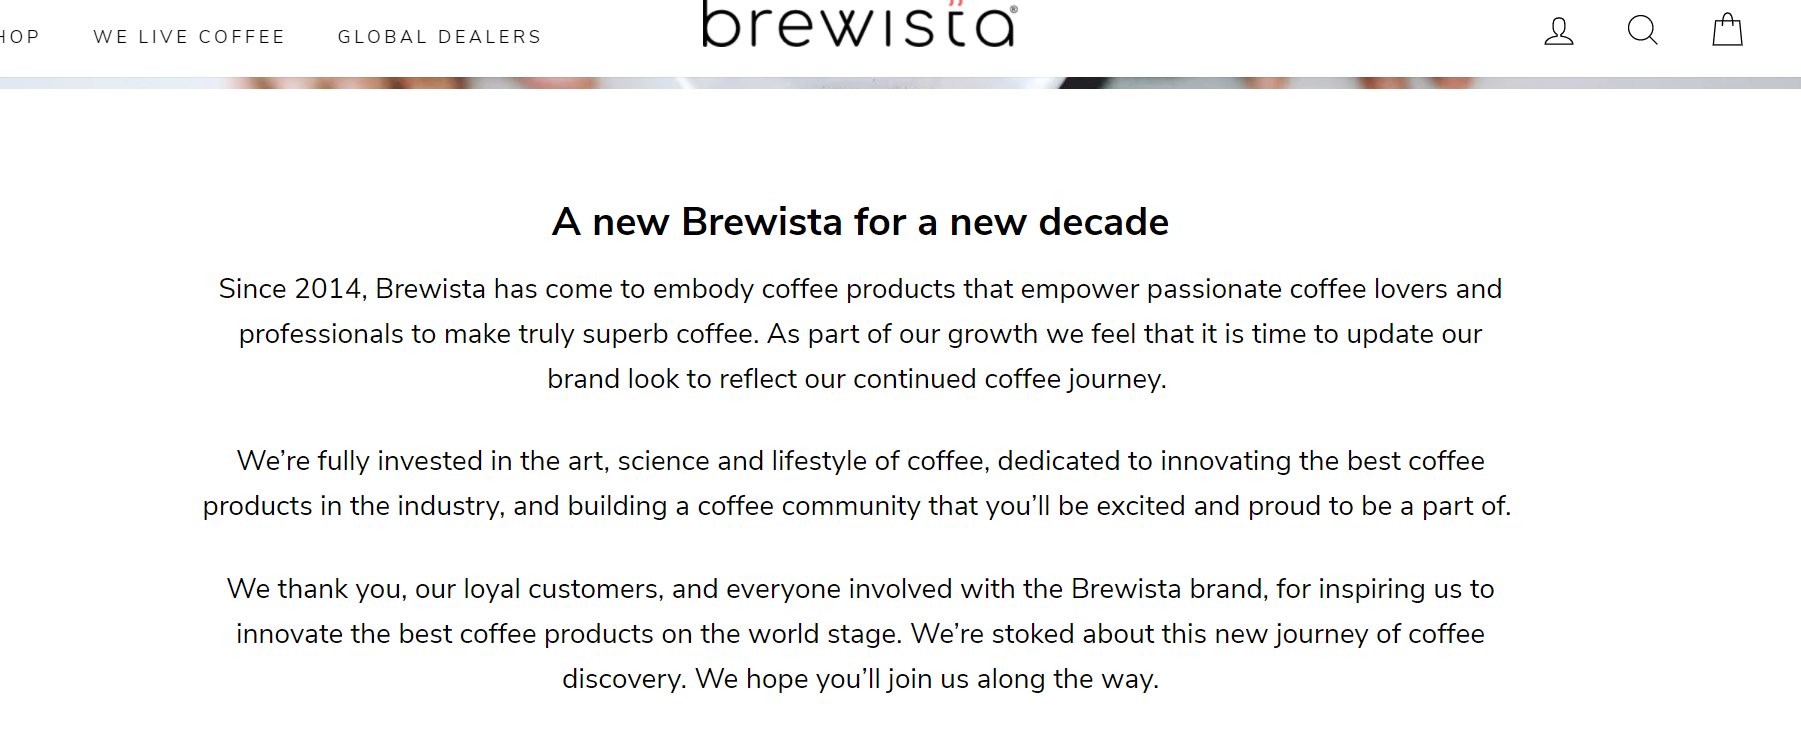 WE LIVE COFFEE
GLOBAL DEALERS
brewista®
A new Brewista for a new decade
Since 2014, Brewista has come to embody coffee products that empower passionate coffee lovers and
professionals to make truly superb coffee. As part of our growth we feel that it is time to update our
brand look to reflect our continued coffee journey.
We’re fully invested in the art, science and lifestyle of coffee, dedicated to innovating the best coffee
products in the industry, and building a coffee community that you’ll be excited and proud to be a part of.
We thank you, our loyal customers, and everyone involved with the Brewista brand, for inspiring us to
innovate the best coffee products on the world stage. We’re stoked about this new journey of coffee
discovery. We hope you’ll join us along the way.